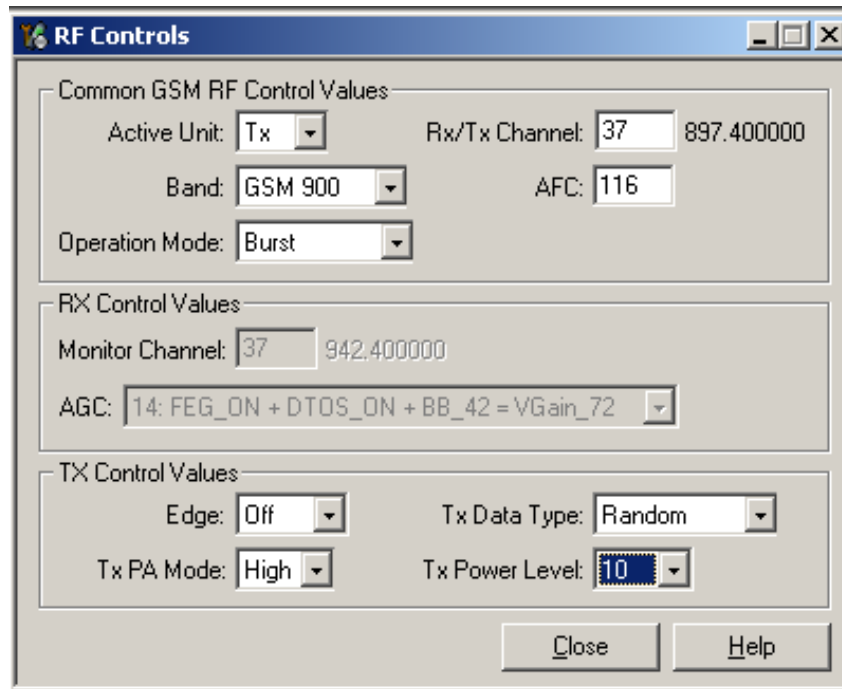 RF Controls
Common GSM RF Control Values
Active Unit: Tx Rx/Tx Channel: 37 897.400000
Band: GSM 900 AFC: 116
Operation Mode: Burst
RX Control Values
Monitor Channel: 37 942.400000
AGC: 14: FEG_ON + DTOS_ON + BB_42 = VGain_72
TX Control Values
Edge: Off Tx Data Type: Random
Tx PA Mode: High Tx Power Level: 10
Close Help